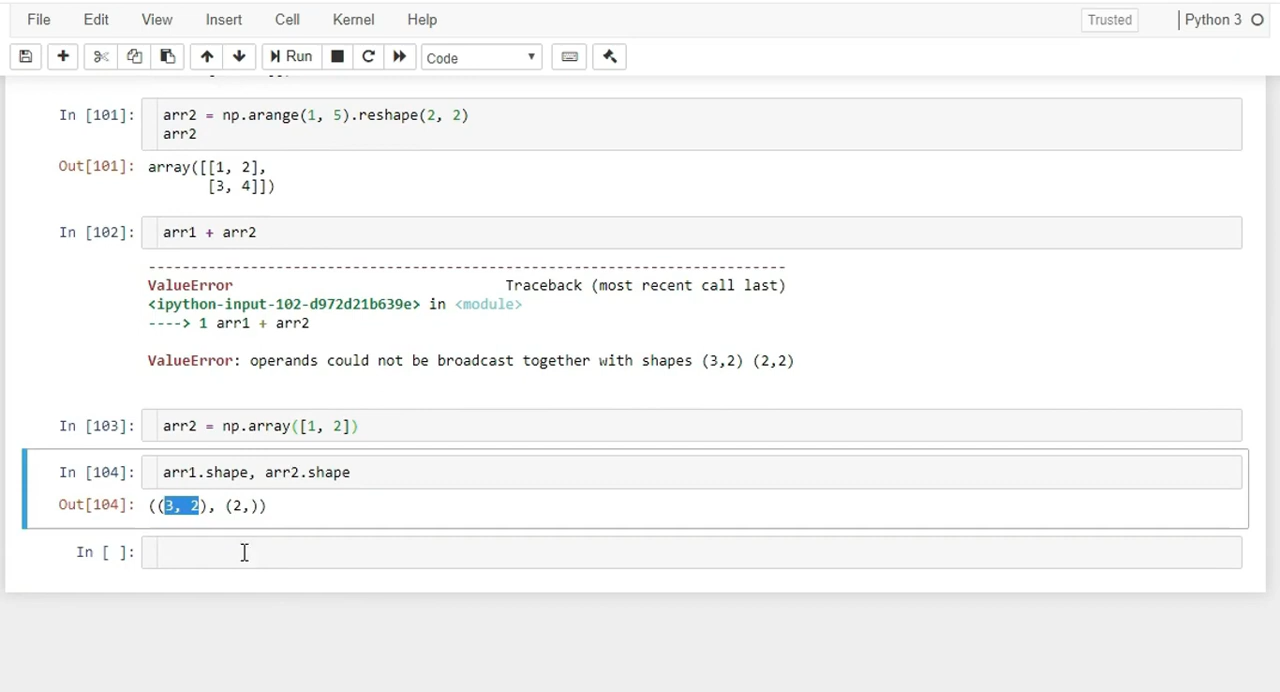 File Edit View Insert Cell Kernel Help Trusted Python 3
Run Code
In [101]: arr2 = np.arange(1, 5).reshape(2, 2)
arr2
Out[101]: array([[1, 2],
[3, 4]])
In [102]: arr1 + arr2
---------------------------------------------------------------------------
ValueError Traceback (most recent call last)
<ipython-input-102-d972d21b639e> in <module>
----> 1 arr1 + arr2
ValueError: operands could not be broadcast together with shapes (3,2) (2,2)
In [103]: arr2 = np.array([1, 2])
In [104]: arr1.shape, arr2.shape
Out[104]: ((3, 2), (2,))
In [ ]: